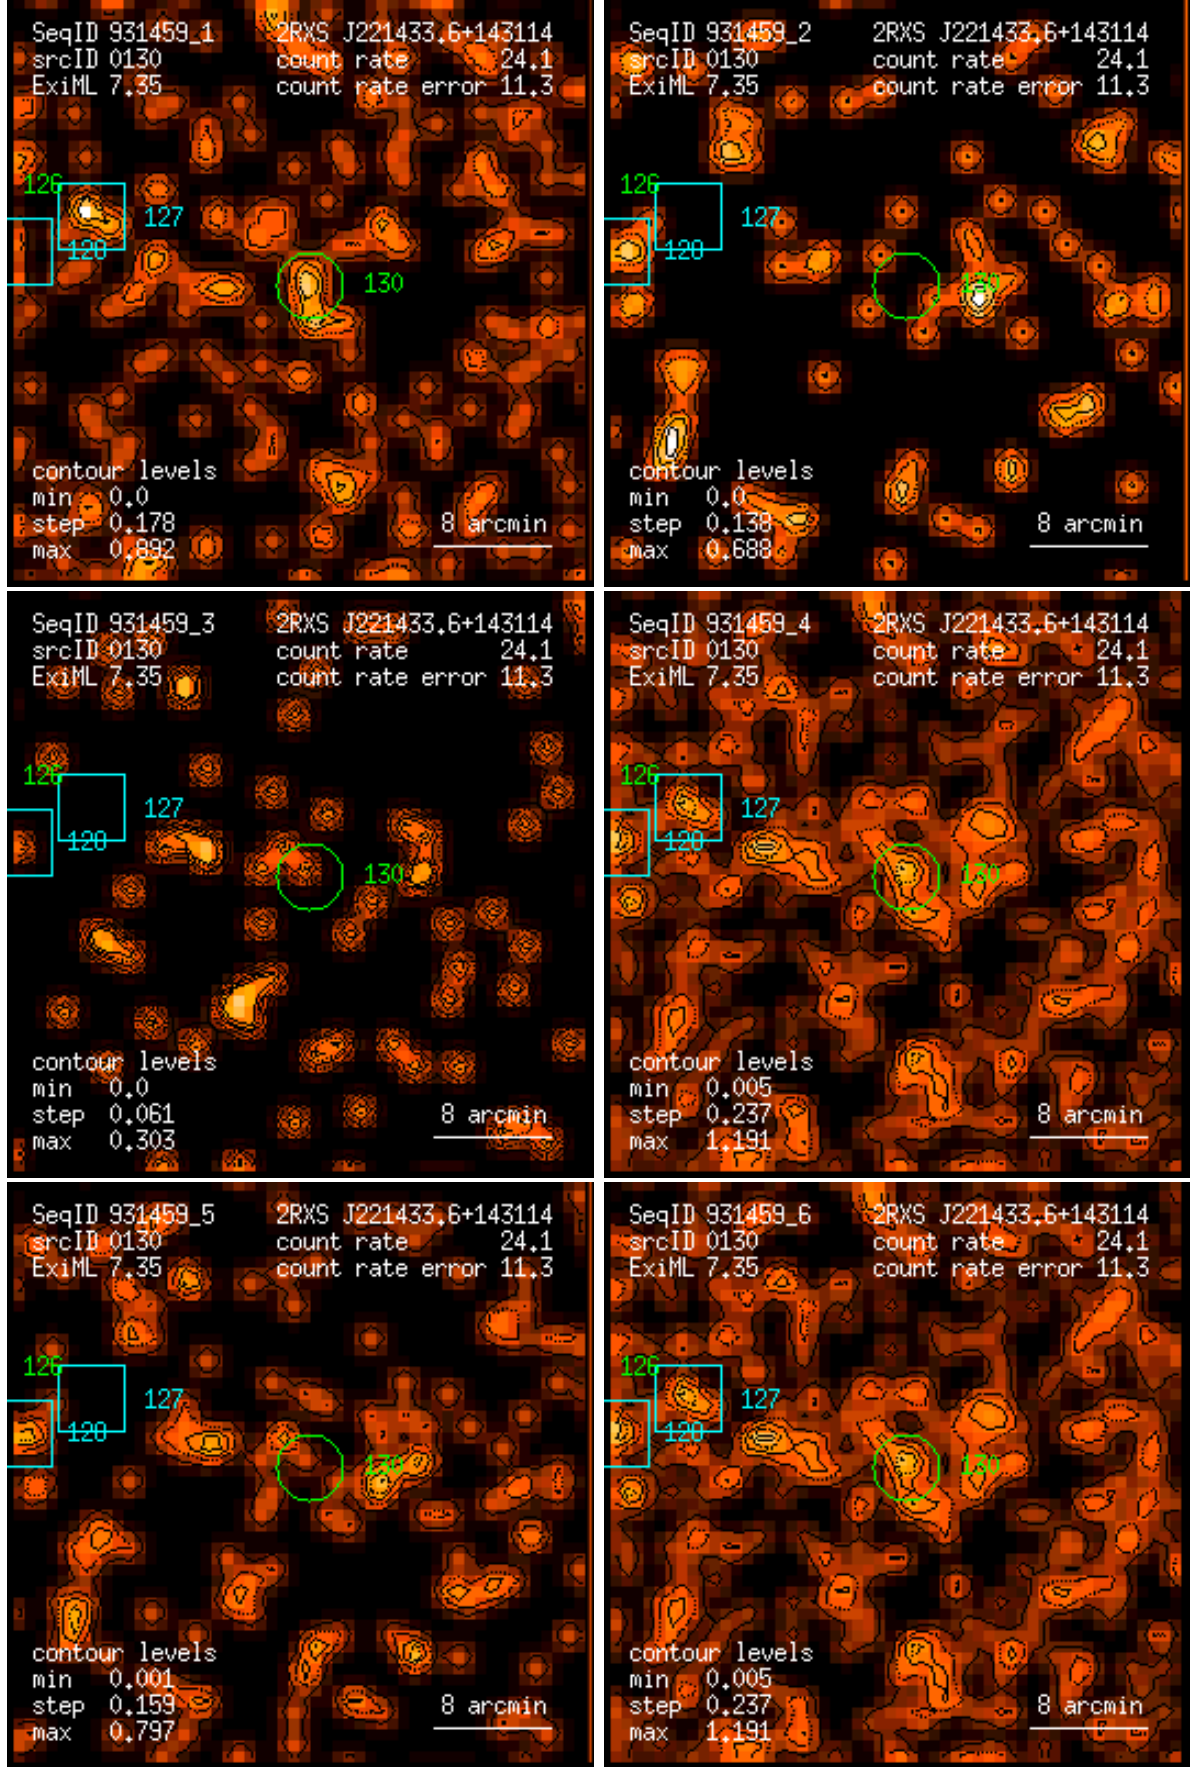 SeqID 931459_1 2RXS J221433.6+143114
srcID 0130 count rate 24.1
ExiML 7.35 count rate error 11.3
126
127
128
130
contour levels
min 0.0
step 0.178 8 arcmin
max 0.892
SeqID 931459_2 2RXS J221433.6+143114
srcID 0130 count rate 24.1
ExiML 7.35 count rate error 11.3
126
127
128
130
contour levels
min 0.0
step 0.138 8 arcmin
max 0.688
SeqID 931459_3 2RXS J221433.6+143114
srcID 0130 count rate 24.1
ExiML 7.35 count rate error 11.3
126
127
128
130
contour levels
min 0.0
step 0.061 8 arcmin
max 0.303
SeqID 931459_4 2RXS J221433.6+143114
srcID 0130 count rate 24.1
ExiML 7.35 count rate error 11.3
126
127
128
130
contour levels
min 0.005
step 0.237 8 arcmin
max 1.191
SeqID 931459_5 2RXS J221433.6+143114
srcID 0130 count rate 24.1
ExiML 7.35 count rate error 11.3
126
127
128
130
contour levels
min 0.001
step 0.159 8 arcmin
max 0.797
SeqID 931459_6 2RXS J221433.6+143114
srcID 0130 count rate 24.1
ExiML 7.35 count rate error 11.3
126
127
128
130
contour levels
min 0.005
step 0.237 8 arcmin
max 1.191